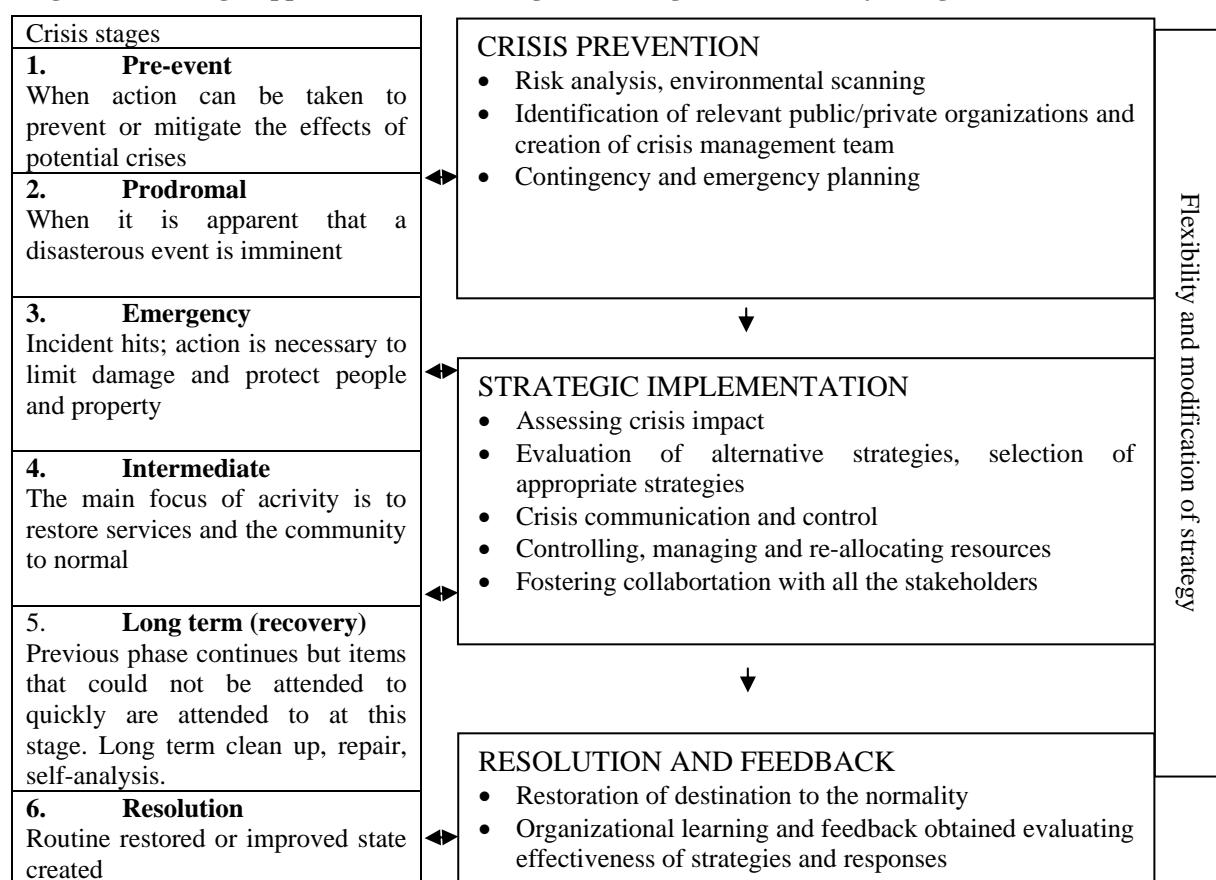 Crisis stages
1. Pre-event
When action can be taken to
prevent or mitigate the effects of
potential crises
2. Prodromal
When it is apparent that a
disasterous event is imminent
3. Emergency
Incident hits; action is necessary to
limit damage and protect people
and property
4. Intermediate
The main focus of acrivity is to
restore services and the community
to normal
5. Long term (recovery)
Previous phase continues but items
that could not be attended to
quickly are attended to at this
stage. Long term clean up, repair,
self-analysis.
6. Resolution
Routine restored or improved state
created
CRISIS PREVENTION
• Risk analysis, environmental scanning
• Identification of relevant public/private organizations and
creation of crisis management team
• Contingency and emergency planning
STRATEGIC IMPLEMENTATION
• Assessing crisis impact
• Evaluation of alternative strategies, selection of
appropriate strategies
• Crisis communication and control
• Controlling, managing and re-allocating resources
• Fostering collabortation with all the stakeholders
RESOLUTION AND FEEDBACK
• Restoration of destination to the normality
• Organizational learning and feedback obtained evaluating
effectiveness of strategies and responses
Flexibility and modification of strategy